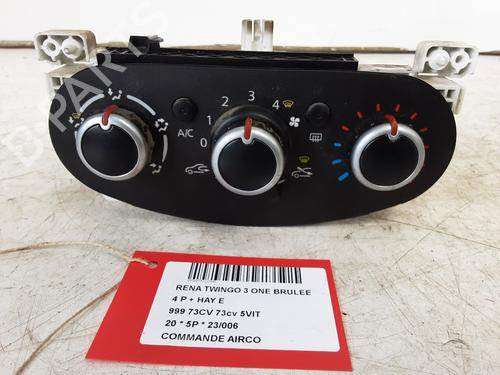 A/C
0
1
2
3
4
RENA TWINGO 3 ONE BRULEE
4 P + HAY E
999 73CV 73cv 5VIT
20 * 5P * 23/006
COMMANDE AIRCO